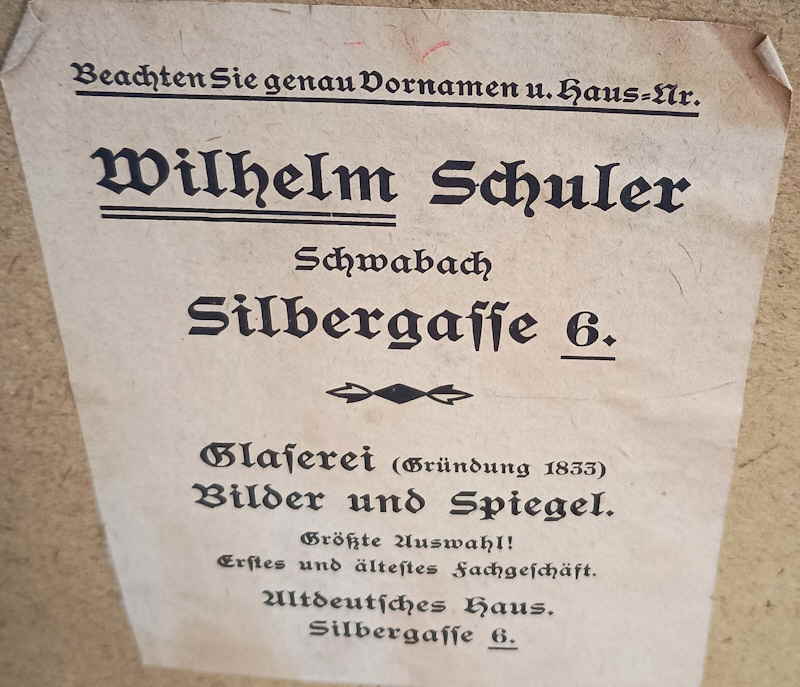 Beachten Sie genau Vornamen u. Haus-Nr.
Wilhelm Schuler
Schwabach
Silbergasse 6.
Glaserei (Gründung 1833)
Bilder und Spiegel.
Größte Auswahl!
Erstes und ältestes Fachgeschäft.
Altdeutsches Haus.
Silbergasse 6.